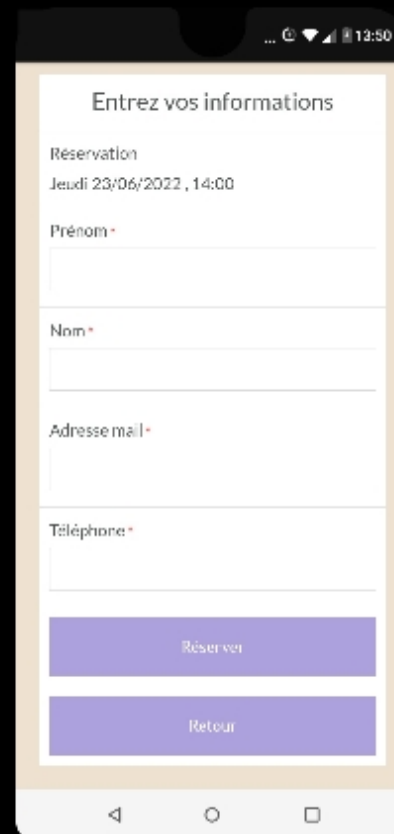 ... 13:50
Entrez vos informations
Réservation
Jeudi 23/06/2022 , 14:00
Prénom *
Nom *
Adresse mail *
Téléphone *
Réserver
Retour